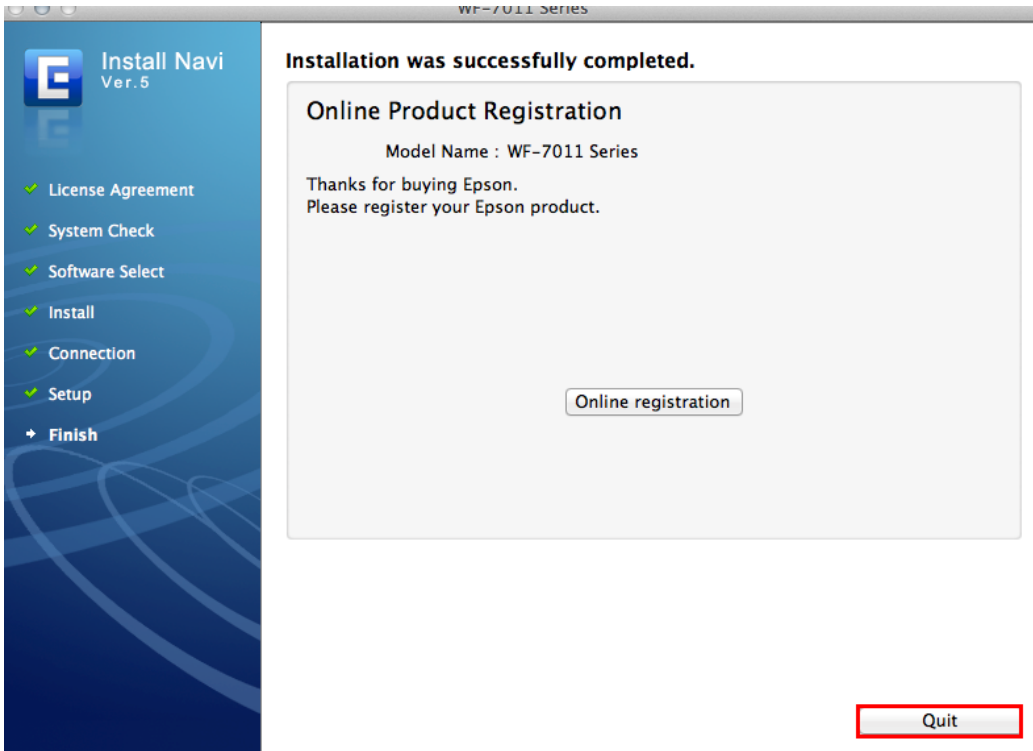 WF-7011 Series
Install Navi
Ver.5
License Agreement
System Check
Software Select
Install
Connection
Setup
Finish
Installation was successfully completed.
Online Product Registration
Model Name : WF-7011 Series
Thanks for buying Epson.
Please register your Epson product.
Online registration
Quit